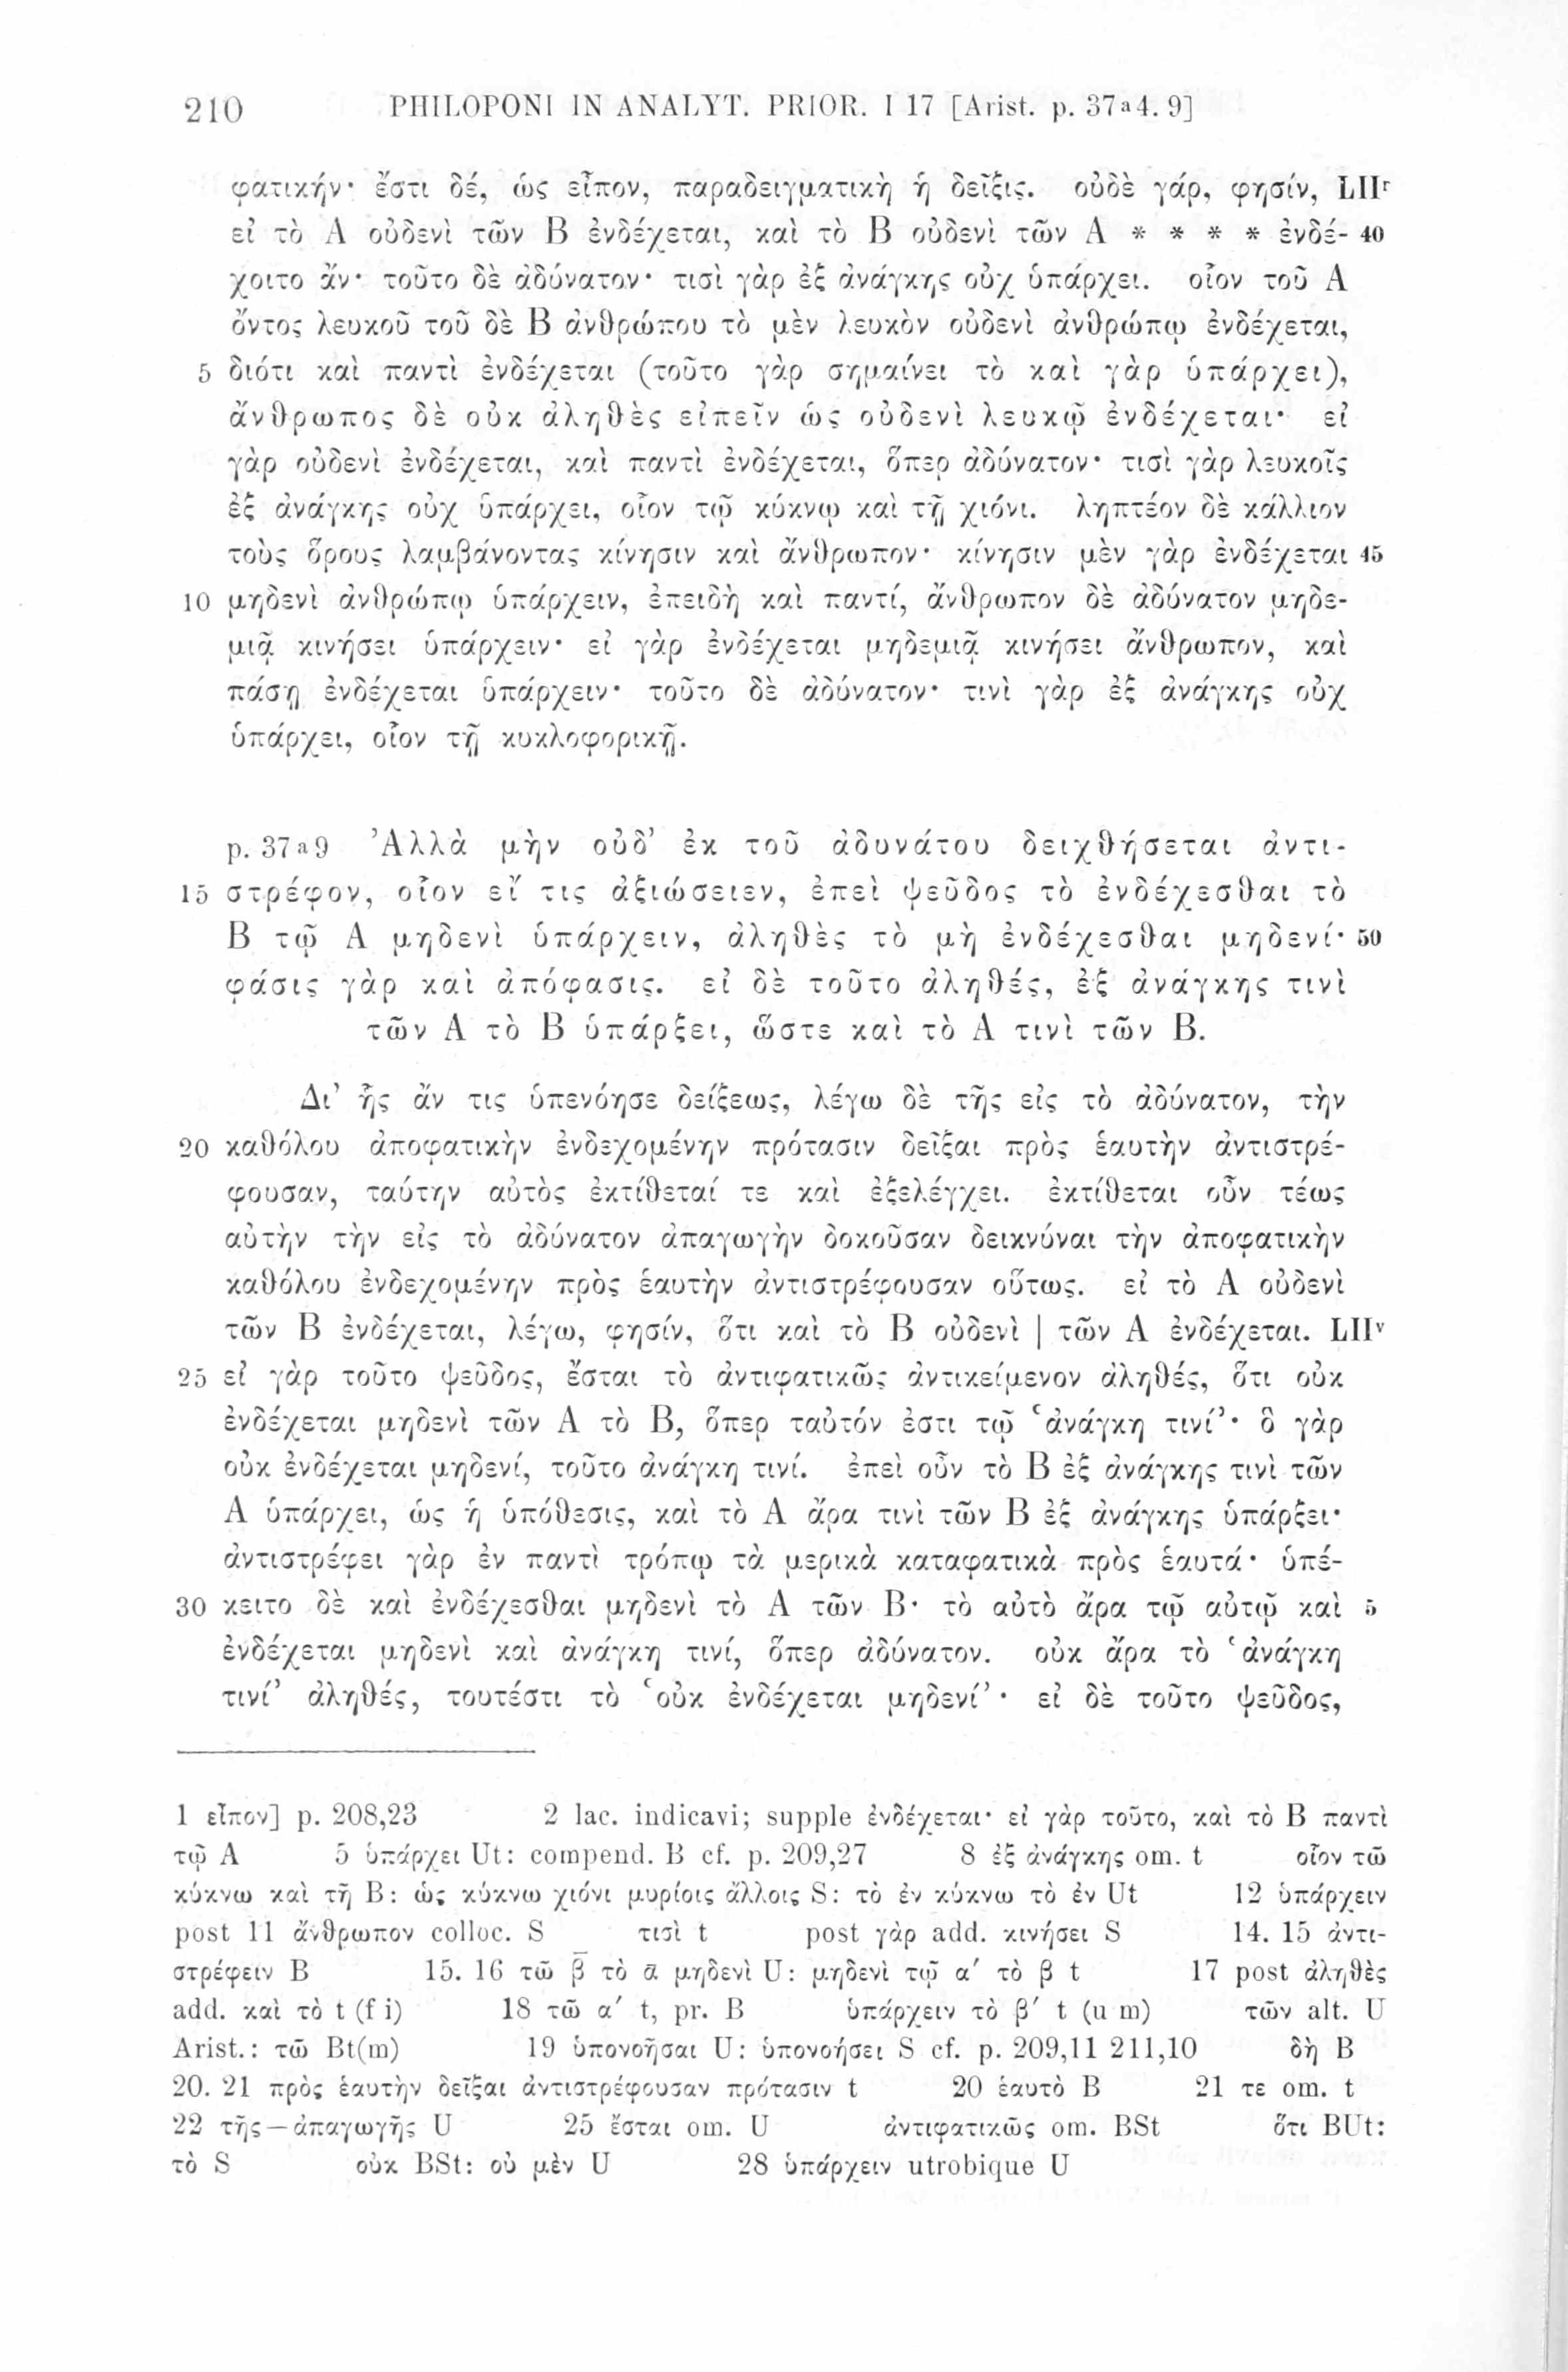 210 PHILOPONI IN ANALYT. PRIOR. I 17 [Arist. p. 37a4. 9]
φατικήν· ἔστι δέ, ὡς εἶπον, παραδειγματικὴ ἡ δεῖξις. οὐδὲ γάρ, φησίν, LIIr
εἰ τὸ Α οὐδενὶ τῶν Β ἐνδέχεται, καὶ τὸ Β οὐδενὶ τῶν Α * * * * ἐνδέ- 40
χοιτο ἄν· τοῦτο δὲ ἀδύνατον· τισὶ γὰρ ἐξ ἀνάγκης οὐχ ὑπάρχει. οἷον τοῦ Α
ὄντος λευκοῦ τοῦ δὲ Β ἀνθρώπου τὸ μὲν λευκὸν οὐδενὶ ἀνθρώπῳ ἐνδέχεται,
5 διότι καὶ παντὶ ἐνδέχεται (τοῦτο γὰρ σημαίνει τὸ καὶ γὰρ ὑπάρχει),
ἄνθρωπος δὲ οὐκ ἀληθὲς εἰπεῖν ὡς οὐδενὶ λευκῷ ἐνδέχεται· εἰ
γὰρ οὐδενὶ ἐνδέχεται, καὶ παντὶ ἐνδέχεται, ὅπερ ἀδύνατον· τισὶ γὰρ λευκοῖς
ἐξ ἀνάγκης οὐχ ὑπάρχει, οἷον τῷ κύκνῳ καὶ τῇ χιόνι. ληπτέον δὲ κάλλιον
τοὺς ὅρους λαμβάνοντας κίνησιν καὶ ἄνθρωπον· κίνησιν μὲν γὰρ ἐνδέχεται 45
10 μηδενὶ ἀνθρώπῳ ὑπάρχειν, ἐπειδὴ καὶ παντί, ἄνθρωπον δὲ ἀδύνατον μηδε-
μιᾷ κινήσει ὑπάρχειν· εἰ γὰρ ἐνδέχεται μηδεμιᾷ κινήσει ἄνθρωπον, καὶ
πάσῃ ἐνδέχεται ὑπάρχειν· τοῦτο δὲ ἀδύνατον· τινὶ γὰρ ἐξ ἀνάγκης οὐχ
ὑπάρχει, οἷον τῇ κυκλοφορικῇ.
p. 37a9 Ἀλλὰ μὴν οὐδ’ ἐκ τοῦ ἀδυνάτου δειχθήσεται ἀντι-
15 στρέφον, οἷον εἴ τις ἀξιώσειεν, ἐπεὶ ψεῦδος τὸ ἐνδέχεσθαι τὸ
Β τῷ Α μηδενὶ ὑπάρχειν, ἀληθὲς τὸ μὴ ἐνδέχεσθαι μηδενί· 50
φάσις γὰρ καὶ ἀπόφασις. εἰ δὲ τοῦτο ἀληθές, ἐξ ἀνάγκης τινὶ
τῶν Α τὸ Β ὑπάρξει, ὥστε καὶ τὸ Α τινὶ τῶν Β.
Δι’ ἧς ἄν τις ὑπενόησε δείξεως, λέγω δὲ τῆς εἰς τὸ ἀδύνατον, τὴν
20 καθόλου ἀποφατικὴν ἐνδεχομένην πρότασιν δεῖξαι πρὸς ἑαυτὴν ἀντιστρέ-
φουσαν, ταύτην αὐτὸς ἐκτίθεταί τε καὶ ἐξελέγχει. ἐκτίθεται οὖν τέως
αὐτὴν τὴν εἰς τὸ ἀδύνατον ἀπαγωγὴν δοκοῦσαν δεικνύναι τὴν ἀποφατικὴν
καθόλου ἐνδεχομένην πρὸς ἑαυτὴν ἀντιστρέφουσαν οὕτως. εἰ τὸ Α οὐδενὶ
τῶν Β ἐνδέχεται, λέγω, φησίν, ὅτι καὶ τὸ Β οὐδενὶ | τῶν Α ἐνδέχεται. LIIv
25 εἰ γὰρ τοῦτο ψεῦδος, ἔσται τὸ ἀντιφατικῶς ἀντικείμενον ἀληθές, ὅτι οὐκ
ἐνδέχεται μηδενὶ τῶν Α τὸ Β, ὅπερ ταὐτόν ἐστι τῷ ‘ἀνάγκη τινί’· ὃ γὰρ
οὐκ ἐνδέχεται μηδενί, τοῦτο ἀνάγκη τινί. ἐπεὶ οὖν τὸ Β ἐξ ἀνάγκης τινὶ τῶν
Α ὑπάρχει, ὡς ἡ ὑπόθεσις, καὶ τὸ Α ἄρα τινὶ τῶν Β ἐξ ἀνάγκης ὑπάρξει·
ἀντιστρέφει γὰρ ἐν παντὶ τρόπῳ τὰ μερικὰ καταφατικὰ πρὸς ἑαυτά· ὑπέ-
30 κειτο δὲ καὶ ἐνδέχεσθαι μηδενὶ τὸ Α τῶν Β· τὸ αὐτὸ ἄρα τῷ αὐτῷ καὶ 5
ἐνδέχεται μηδενὶ καὶ ἀνάγκη τινί, ὅπερ ἀδύνατον. οὐκ ἄρα τὸ ‘ἀνάγκη
τινί’ ἀληθές, τουτέστι τὸ ‘οὐκ ἐνδέχεται μηδενί’· εἰ δὲ τοῦτο ψεῦδος,
1 εἶπον] p. 208,23 2 lac. indicavi; supple ἐνδέχεται· εἰ γὰρ τοῦτο, καὶ τὸ Β παντὶ
τῷ Α 5 ὑπάρχει Ut: compend. B cf. p. 209,27 8 ἐξ ἀνάγκης om. t οἷον τῶ
κύκνω καὶ τῆ B: ὡς κύκνω χιόνι μυρίοις ἄλλοις S: τὸ ἐν κύκνω τὸ ἐν Ut 12 ὑπάρχειν
post 11 ἄνθρωπον colloc. S τισὶ t post γὰρ add. κινήσει S 14. 15 ἀντι-
στρέφειν B 15. 16 τῶ β̄ τὸ ᾱ μηδενὶ U: μηδενὶ τῷ α′ τὸ β t 17 post ἀληθὲς
add. καὶ τὸ t (f i) 18 τῶ α′ t, pr. B ὑπάρχειν τὸ β′ t (u m) τῶν alt. U
Arist.: τῶ Bt(m) 19 ὑπονοῆσαι U: ὑπονοήσει S cf. p. 209,11 211,10 δὴ B
20. 21 πρὸς ἑαυτὴν δεῖξαι ἀντιστρέφουσαν πρότασιν t 20 ἑαυτὸ B 21 τε om. t
22 τῆς—ἀπαγωγῆς U 25 ἔσται om. U ἀντιφατικῶς om. BSt ὅτι BUt:
τὸ S οὐκ BSt: οὐ μὲν U 28 ὑπάρχειν utrobique U